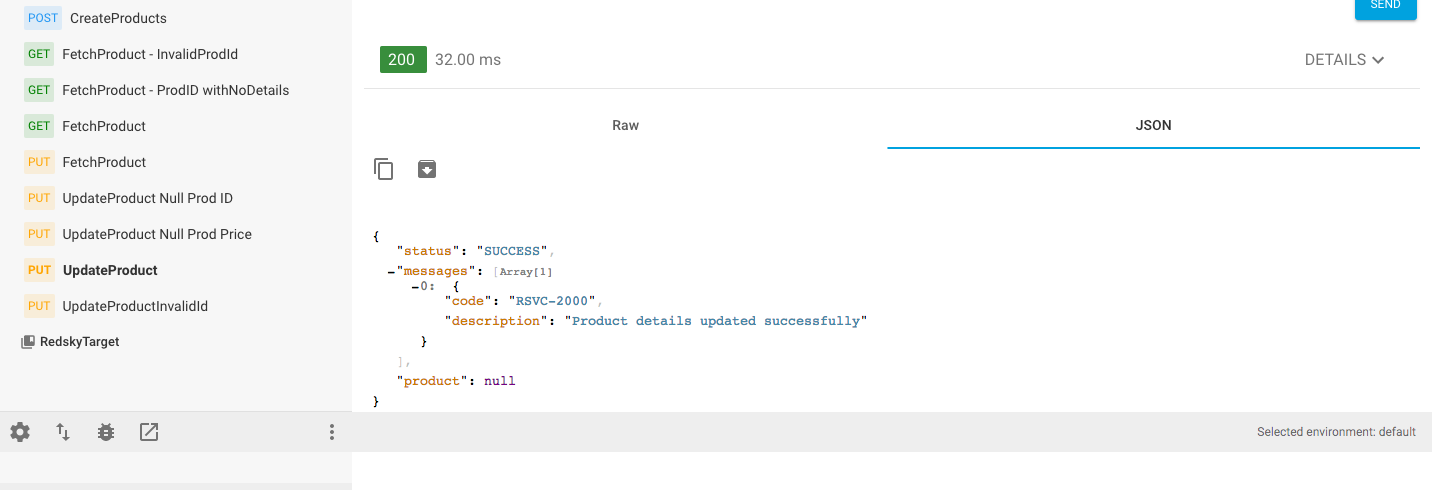 POST CreateProducts
GET FetchProduct - InvalidProdId
GET FetchProduct - ProdID withNoDetails
GET FetchProduct
PUT FetchProduct
PUT UpdateProduct Null Prod ID
PUT UpdateProduct Null Prod Price
PUT UpdateProduct
PUT UpdateProductInvalidId
RedskyTarget
SEND
200 32.00 ms DETAILS
Raw JSON
{
"status": "SUCCESS",
-"messages": [Array[1]
-0: {
"code": "RSVC-2000",
"description": "Product details updated successfully"
}
],
"product": null
}
Selected environment: default